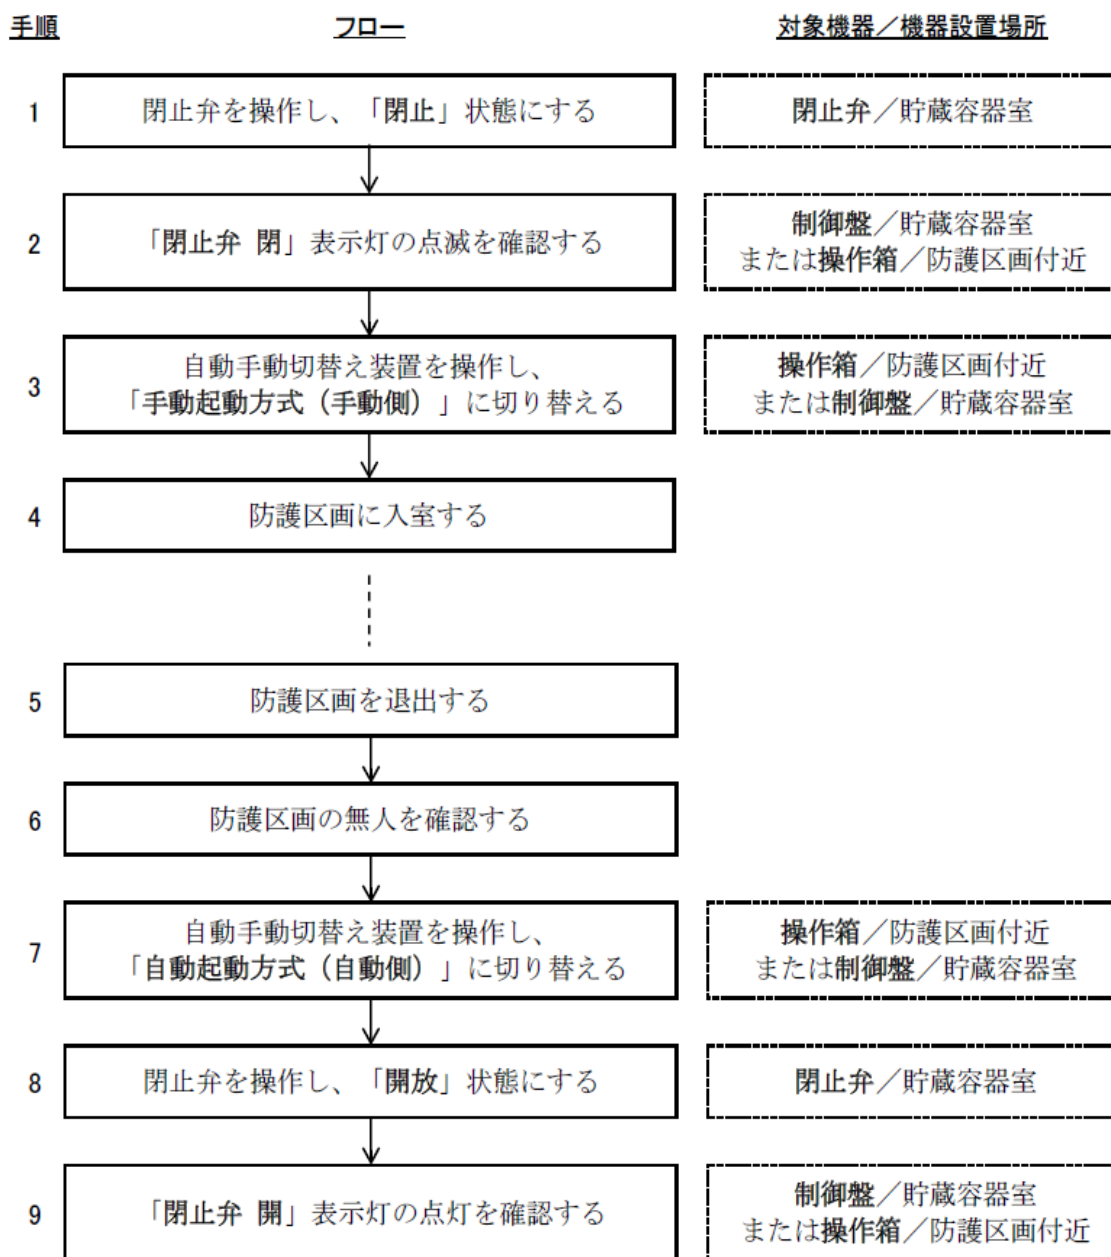 手順 フロー 対象機器／機器設置場所
1 閉止弁を操作し、「閉止」状態にする 閉止弁／貯蔵容器室
2 「閉止弁 閉」表示灯の点滅を確認する 制御盤／貯蔵容器室
または操作箱／防護区画付近
3 自動手動切替え装置を操作し、
「手動起動方式（手動側）」に切り替える
操作箱／防護区画付近
または制御盤／貯蔵容器室
4 防護区画に入室する
5 防護区画を退出する
6 防護区画の無人を確認する
7 自動手動切替え装置を操作し、
「自動起動方式（自動側）」に切り替える
操作箱／防護区画付近
または制御盤／貯蔵容器室
8 閉止弁を操作し、「開放」状態にする 閉止弁／貯蔵容器室
9 「閉止弁 開」表示灯の点灯を確認する 制御盤／貯蔵容器室
または操作箱／防護区画付近